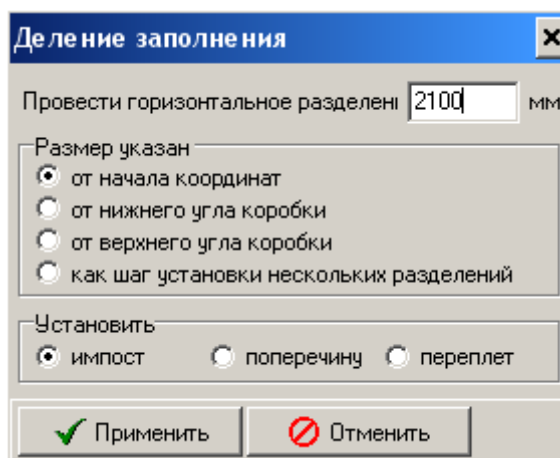 Деление заполнения
Провести горизонтальное разделени 2100 мм
Размер указан
от начала координат
от нижнего угла коробки
от верхнего угла коробки
как шаг установки нескольких разделений
Установить
импост поперечину переплет
Применить Отменить